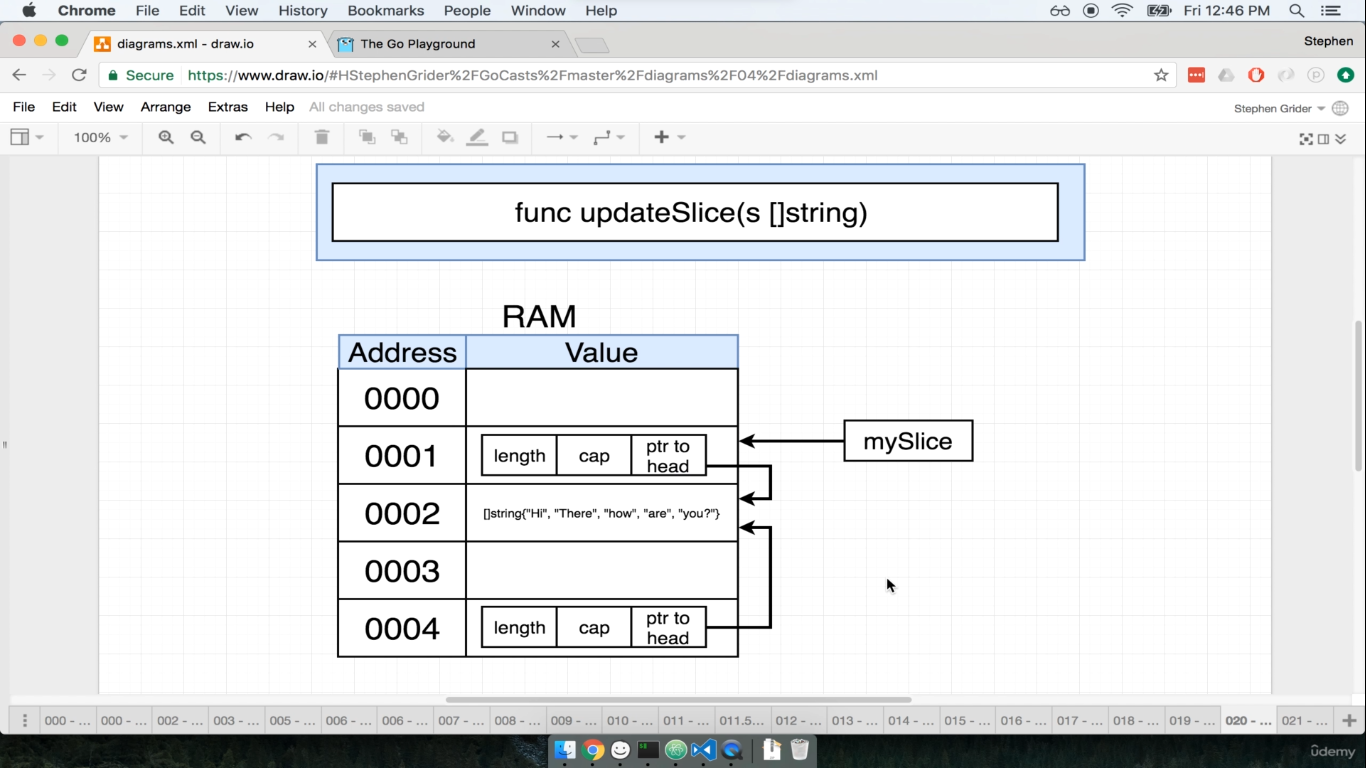 Chrome File Edit View History Bookmarks People Window Help Fri 12:46 PM
diagrams.xml - draw.io The Go Playground Stephen
Secure https://www.draw.io/#HStephenGrider%2FGoCasts%2Fmaster%2Fdiagrams%2F04%2Fdiagrams.xml
File Edit View Arrange Extras Help All changes saved Stephen Grider
100%
func updateSlice(s []string)
RAM
Address Value
0000
0001 length cap ptr to head
mySlice
0002 []string{"Hi", "There", "how", "are", "you?"}
0003
0004 length cap ptr to head
000 - ... 000 - ... 002 - ... 003 - ... 005 - ... 006 - ... 006 - ... 007 - ... 008 - ... 009 - ... 010 - ... 011 - ... 011.5... 012 - ... 013 - ... 014 - ... 015 - ... 016 - ... 017 - ... 018 - ... 019 - ... 020 - ... 021 - ...
ûdemy